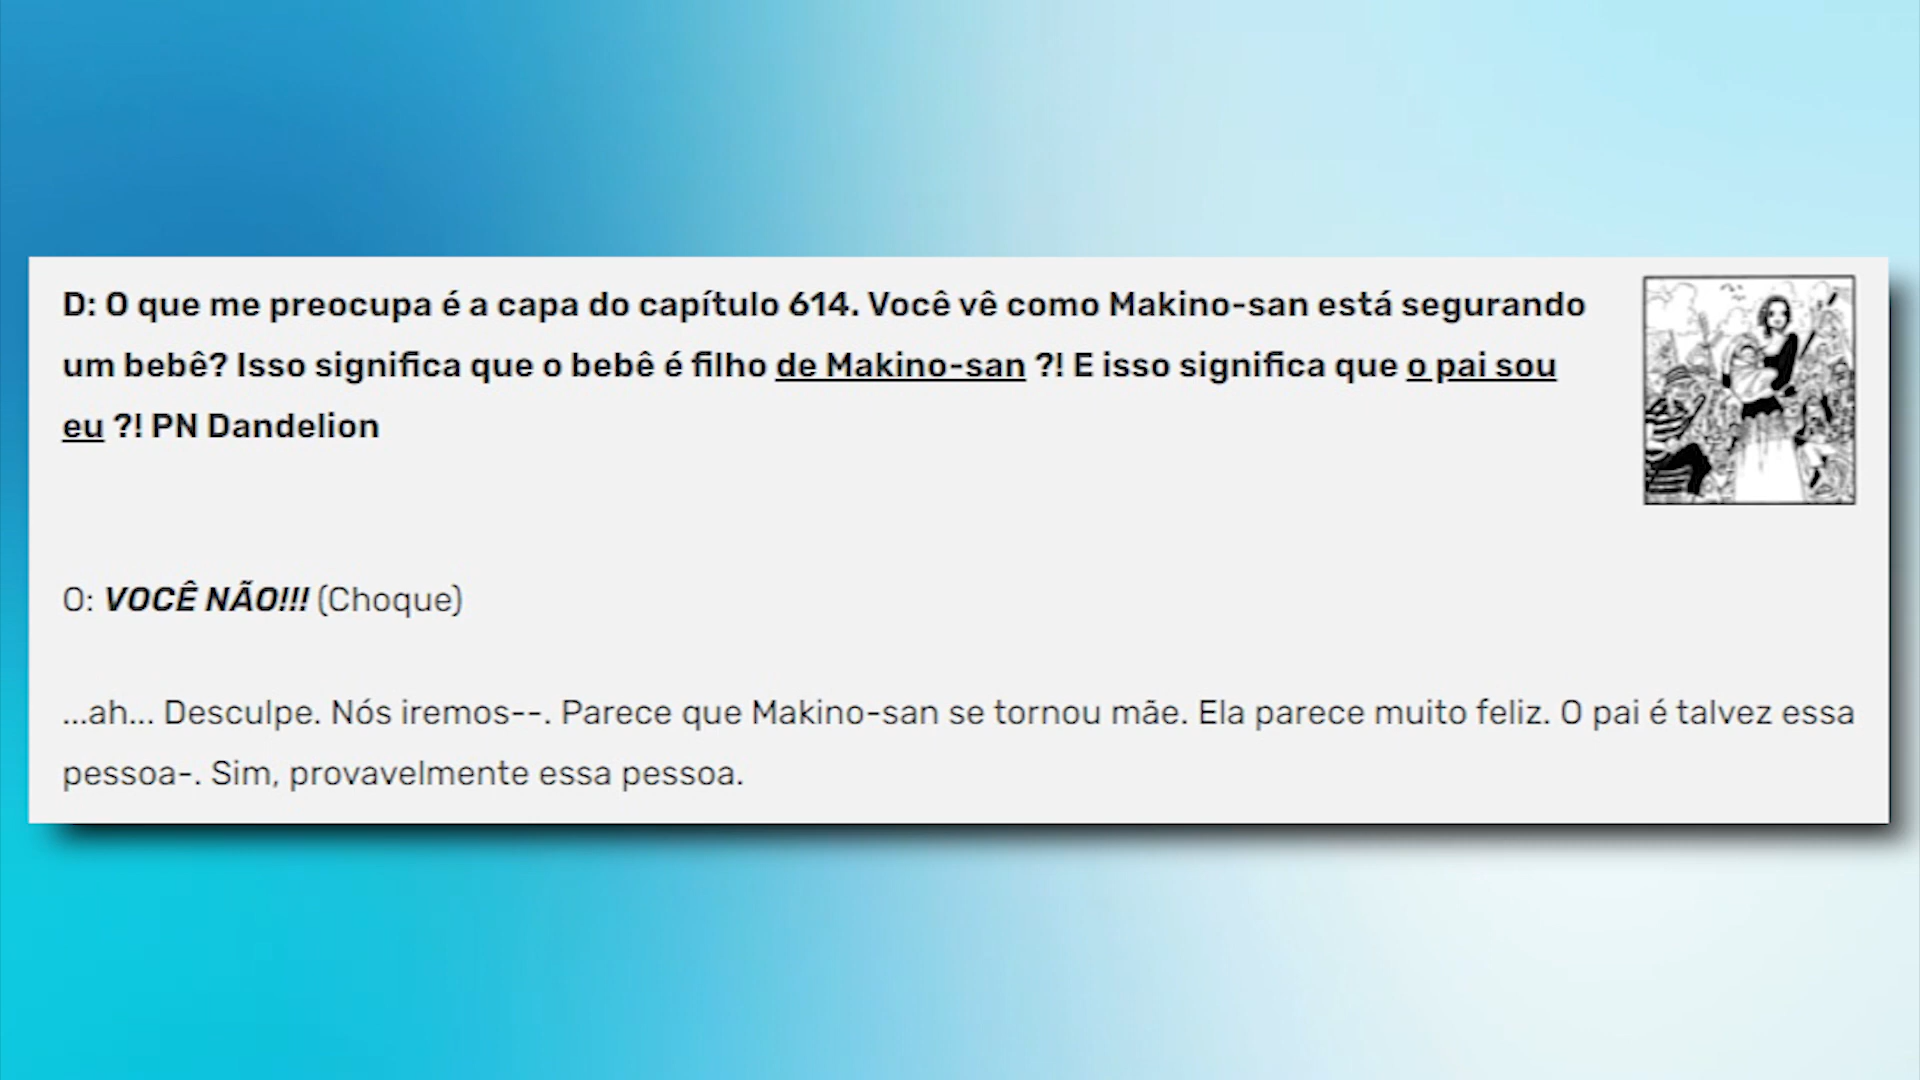 D: O que me preocupa é a capa do capítulo 614. Você vê como Makino-san está segurando
um bebê? Isso significa que o bebê é filho de Makino-san ?! E isso significa que o pai sou
eu ?! PN Dandelion
O: VOCÊ NÃO!!! (Choque)
...ah... Desculpe. Nós iremos--. Parece que Makino-san se tornou mãe. Ela parece muito feliz. O pai é talvez essa
pessoa-. Sim, provavelmente essa pessoa.